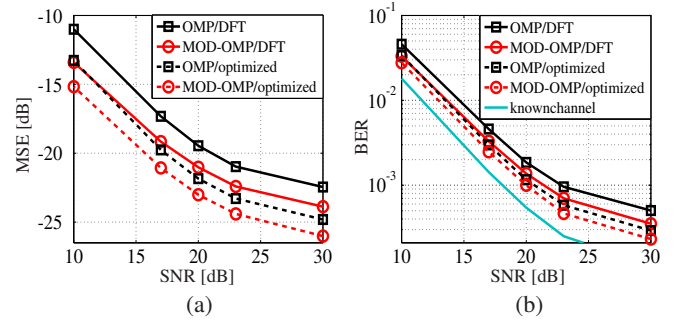 -10
-15
-20
-25
MSE [dB]
OMP/DFT
MOD-OMP/DFT
OMP/optimized
MOD-OMP/optimized
10 15 20 25 30
SNR [dB]
(a)
10^-1
10^-2
10^-3
BER
OMP/DFT
MOD-OMP/DFT
OMP/optimized
MOD-OMP/optimized
knownchannel
10 15 20 25 30
SNR [dB]
(b)